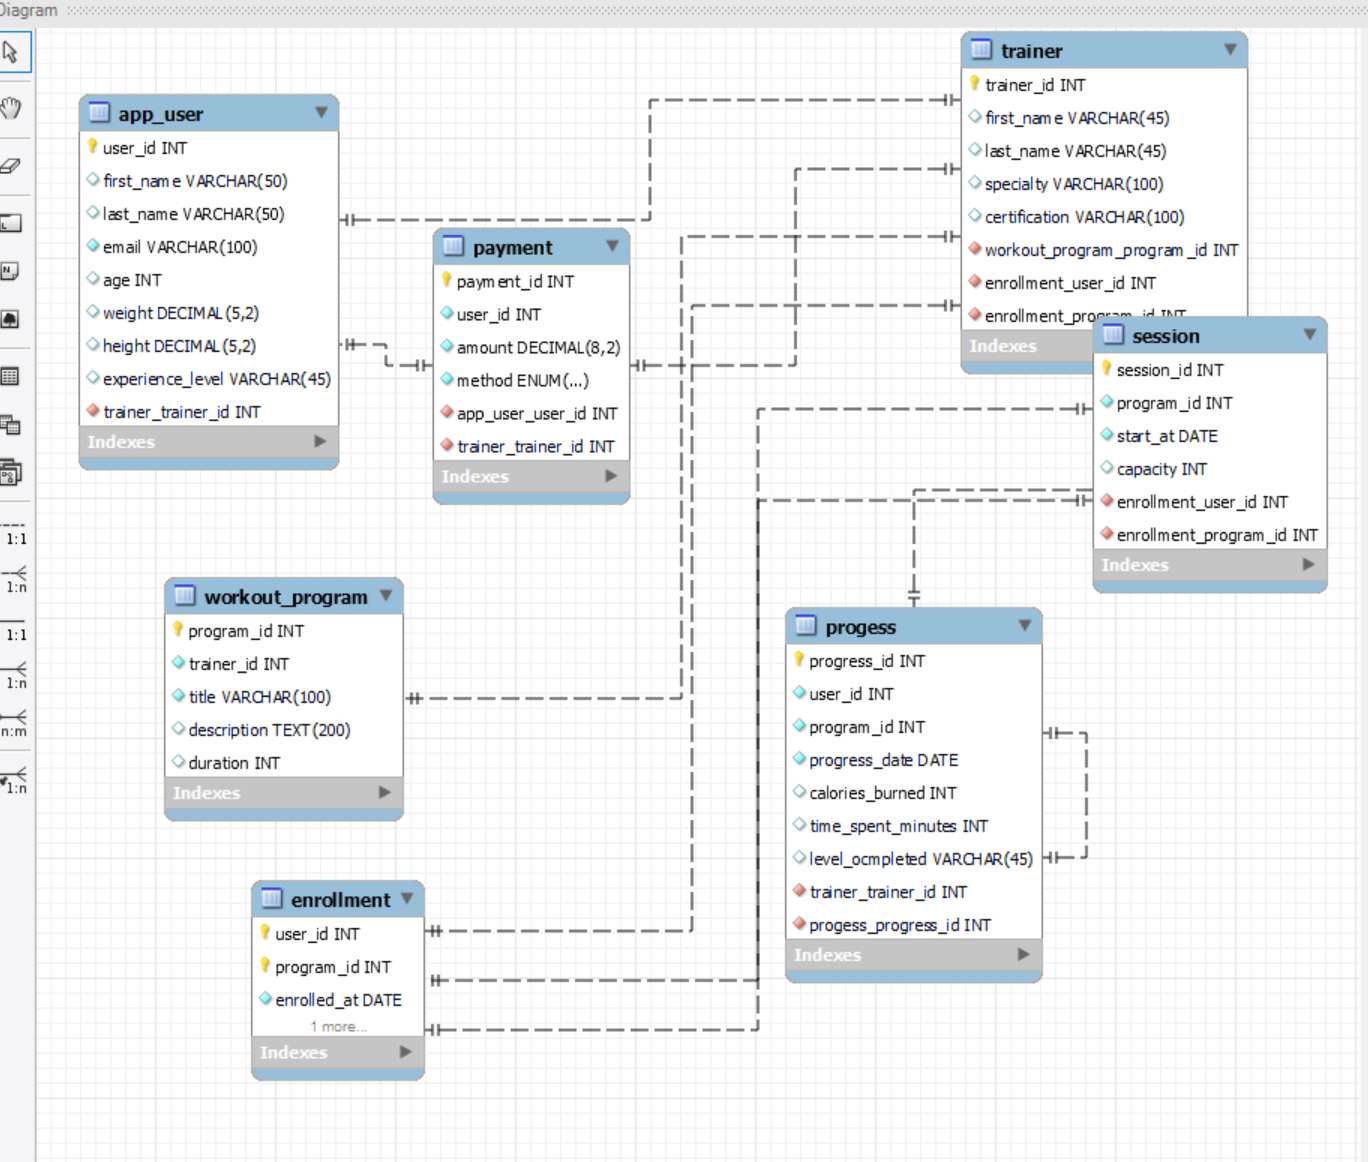 Diagram
app_user
user_id INT
first_name VARCHAR(50)
last_name VARCHAR(50)
email VARCHAR(100)
age INT
weight DECIMAL(5,2)
height DECIMAL(5,2)
experience_level VARCHAR(45)
trainer_trainer_id INT
Indexes
payment
payment_id INT
user_id INT
amount DECIMAL(8,2)
method ENUM(...)
app_user_user_id INT
trainer_trainer_id INT
Indexes
trainer
trainer_id INT
first_name VARCHAR(45)
last_name VARCHAR(45)
specialty VARCHAR(100)
certification VARCHAR(100)
workout_program_program_id INT
enrollment_user_id INT
enrollment_program_id INT
Indexes
session
session_id INT
program_id INT
start_at DATE
capacity INT
enrollment_user_id INT
enrollment_program_id INT
Indexes
workout_program
program_id INT
trainer_id INT
title VARCHAR(100)
description TEXT(200)
duration INT
Indexes
progess
progress_id INT
user_id INT
program_id INT
progress_date DATE
calories_burned INT
time_spent_minutes INT
level_ocmpleted VARCHAR(45)
trainer_trainer_id INT
progess_progress_id INT
Indexes
enrollment
user_id INT
program_id INT
enrolled_at DATE
1 more...
Indexes
1:1
1:n
1:1
1:n
n:m
1:n